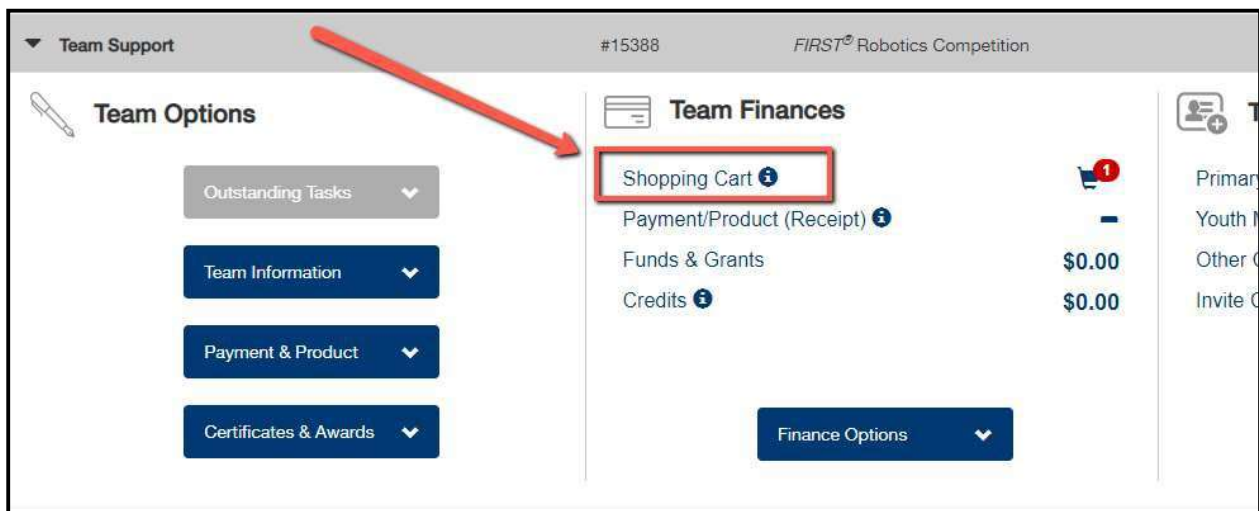 Team Support #15388 FIRST® Robotics Competition
Team Options
Outstanding Tasks
Team Information
Payment & Product
Certificates & Awards
Team Finances
Shopping Cart 1
Payment/Product (Receipt) -
Funds & Grants $0.00
Credits $0.00
Finance Options
Primary
Youth
Other
Invite